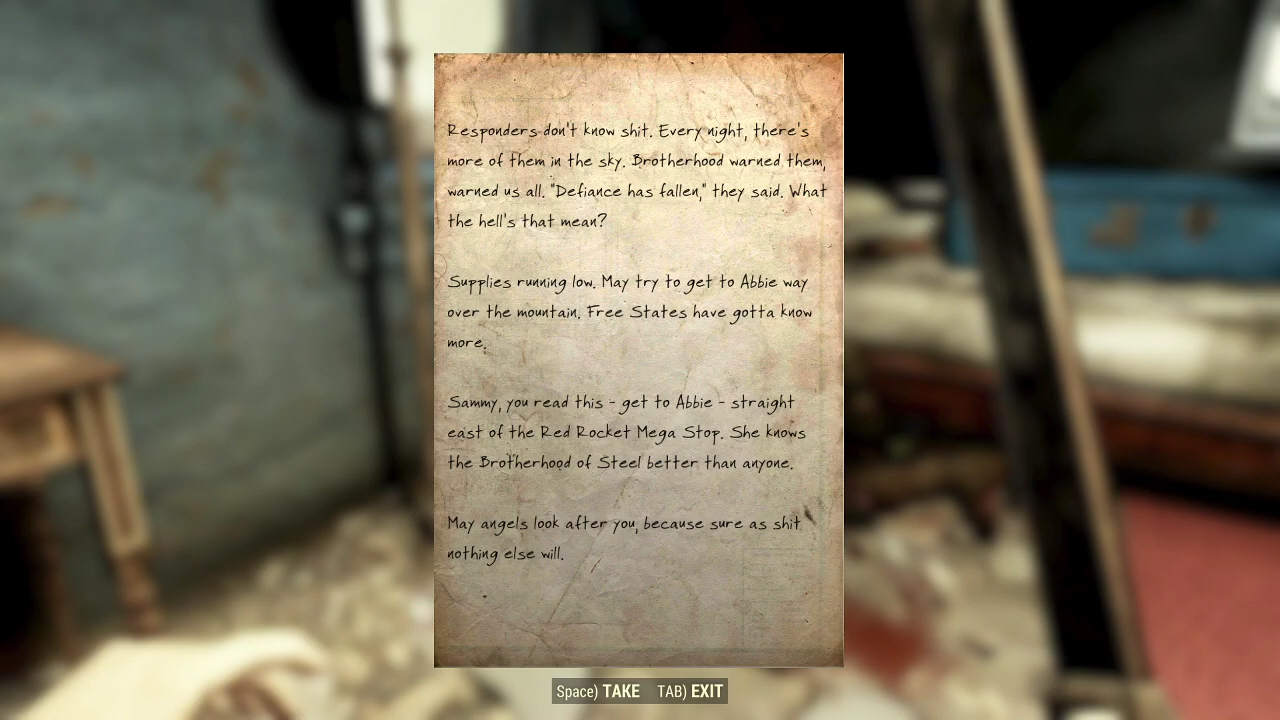 Responders don't know shit. Every night, there's
more of them in the sky. Brotherhood warned them,
warned us all. "Defiance has fallen," they said. What
the hell's that mean?
Supplies running low. May try to get to Abbie way
over the mountain. Free States have gotta know
more.
Sammy, you read this - get to Abbie - straight
east of the Red Rocket Mega Stop. She knows
the Brotherhood of Steel better than anyone.
May angels look after you, because sure as shit
nothing else will.
Space) TAKE TAB) EXIT